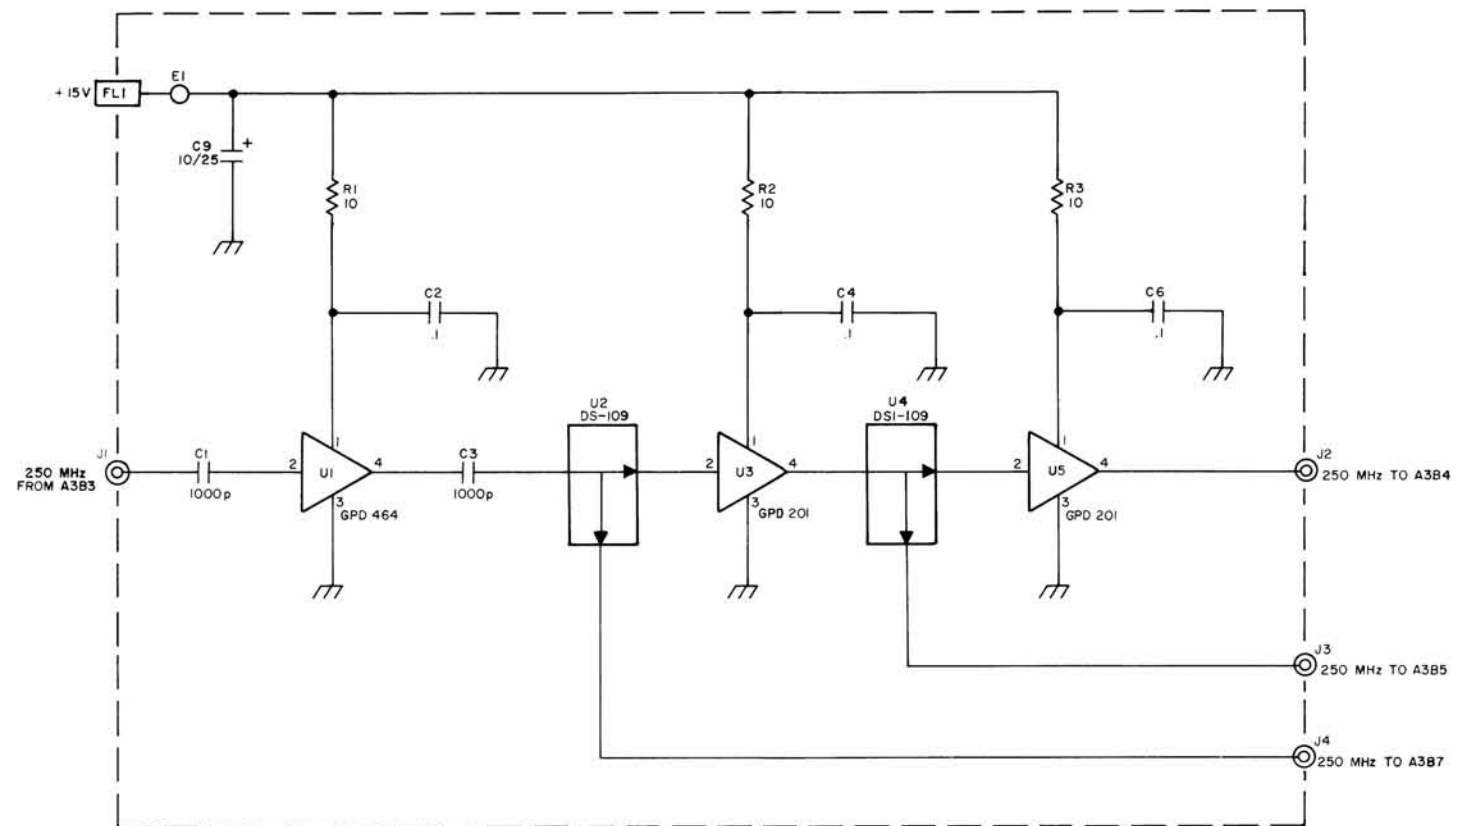 +15V
FL1
E1
C9
10/25
+
R1
10
R2
10
R3
10
C2
.1
C4
.1
C6
.1
U2
DS-109
U4
DS1-109
J1
250 MHz
FROM A3B3
C1
1000p
2
U1
1
4
3
GPD 464
C3
1000p
2
U3
1
4
3
GPD 201
2
U5
1
4
3
GPD 201
J2
250 MHz TO A3B4
J3
250 MHz TO A3B5
J4
250 MHz TO A3B7